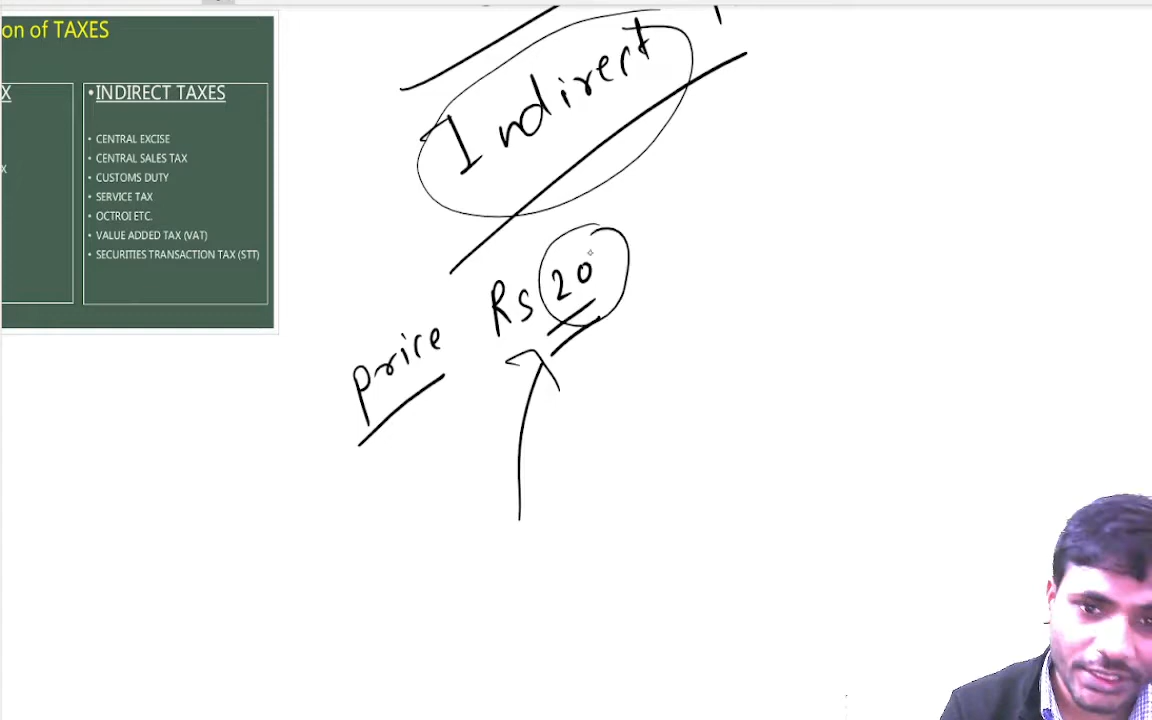 on of TAXES
X
• INDIRECT TAXES
• CENTRAL EXCISE
• CENTRAL SALES TAX
X
• CUSTOMS DUTY
• SERVICE TAX
• OCTROI ETC.
• VALUE ADDED TAX (VAT)
• SECURITIES TRANSACTION TAX (STT)
Indirect
price Rs 20